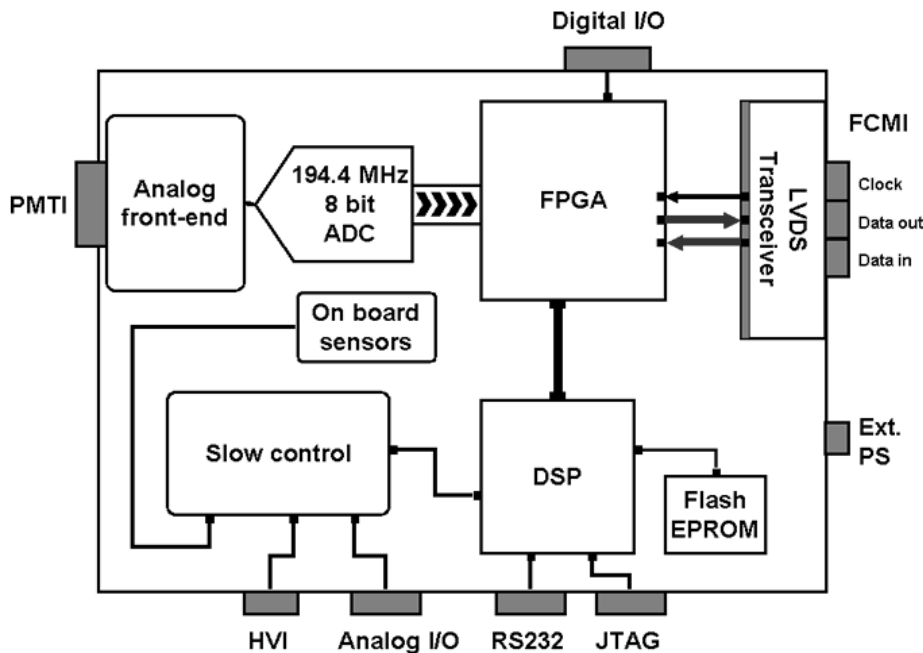 Digital I/O
FCMI
PMTI
Analog
front-end
194.4 MHz
8 bit
ADC
FPGA
LVDS
Transceiver
Clock
Data out
Data in
On board
sensors
Slow control
DSP
Flash
EPROM
Ext.
PS
HVI
Analog I/O
RS232
JTAG